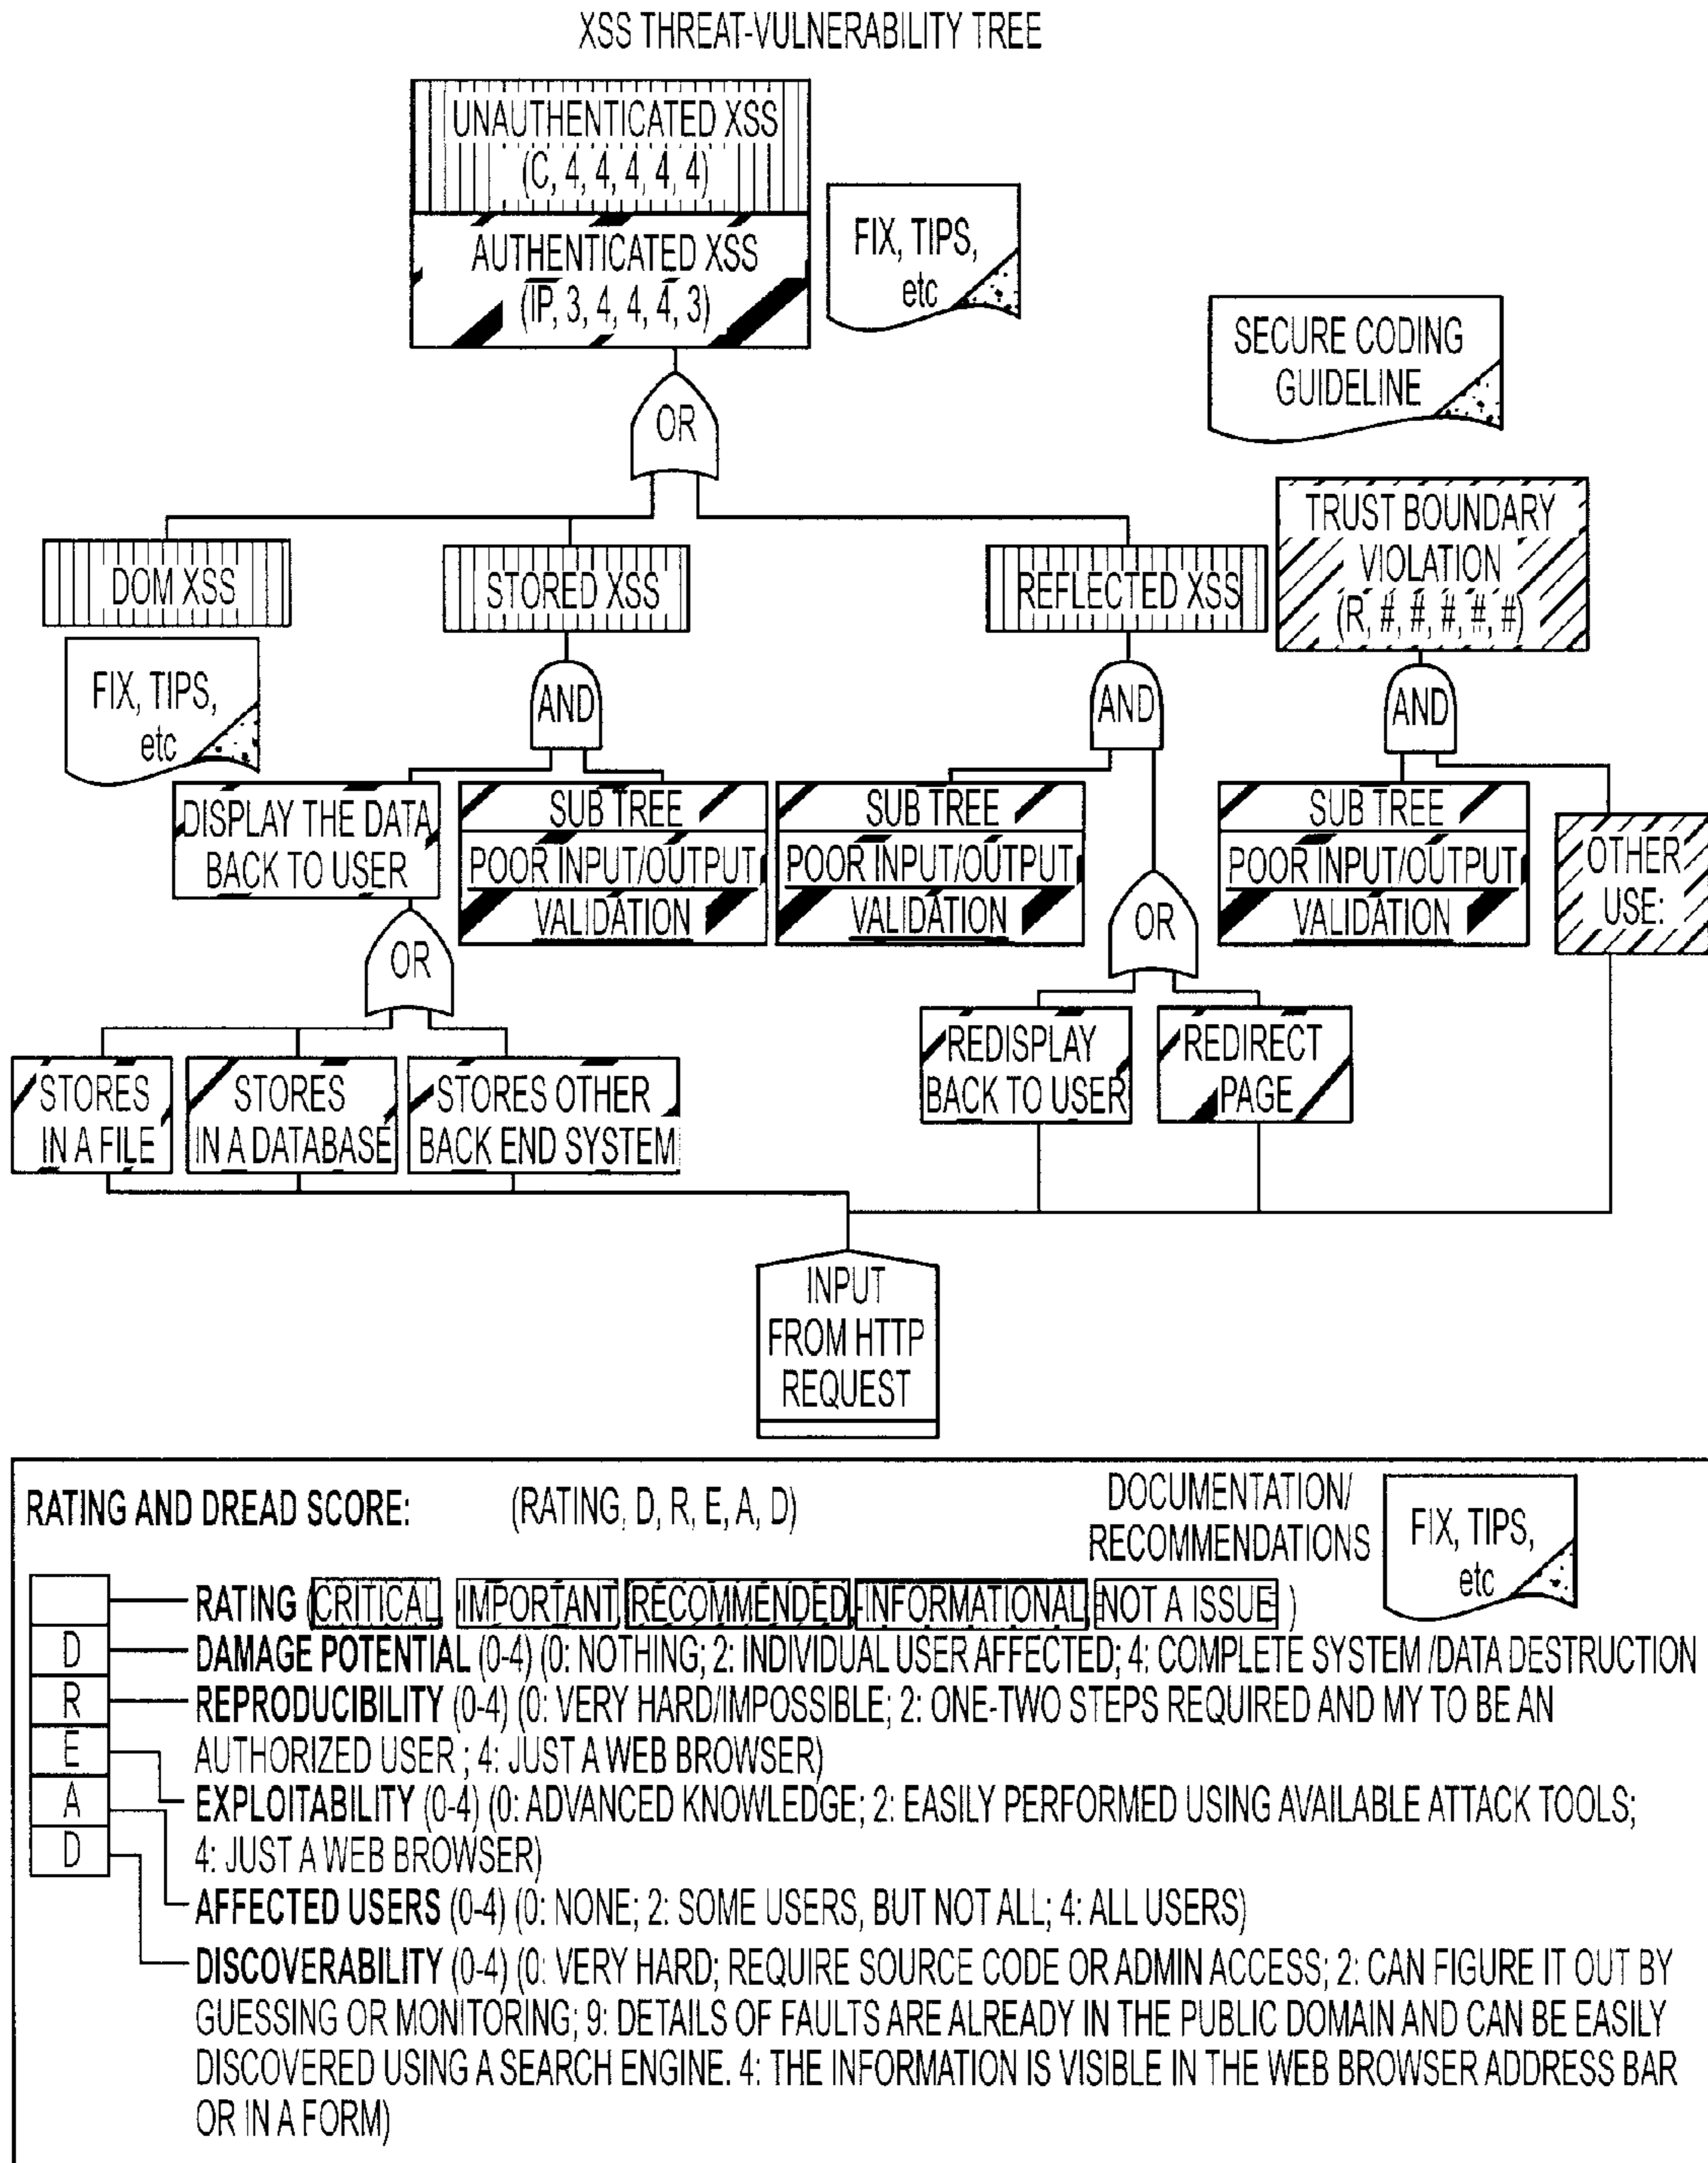 XSS THREAT-VULNERABILITY TREE
UNAUTHENTICATED XSS
(C, 4, 4, 4, 4, 4)
AUTHENTICATED XSS
(IP, 3, 4, 4, 4, 3)
FIX, TIPS,
etc
SECURE CODING
GUIDELINE
OR
TRUST BOUNDARY
VIOLATION
(R, #, #, #, #, #)
DOM XSS
STORED XSS
REFLECTED XSS
FIX, TIPS,
etc
AND
AND
AND
DISPLAY THE DATA
BACK TO USER
SUB TREE
POOR INPUT/OUTPUT
VALIDATION
SUB TREE
POOR INPUT/OUTPUT
VALIDATION
SUB TREE
POOR INPUT/OUTPUT
VALIDATION
OTHER
USE:
OR
OR
STORES
IN A FILE
STORES
IN A DATABASE
STORES OTHER
BACK END SYSTEM
REDISPLAY
BACK TO USER
REDIRECT
PAGE
INPUT
FROM HTTP
REQUEST
RATING AND DREAD SCORE: (RATING, D, R, E, A, D)
DOCUMENTATION/
RECOMMENDATIONS
FIX, TIPS,
etc
RATING (CRITICAL, IMPORTANT, RECOMMENDED, INFORMATIONAL, NOT A ISSUE )
D
R
E
A
D
DAMAGE POTENTIAL (0-4) (0: NOTHING; 2: INDIVIDUAL USER AFFECTED; 4: COMPLETE SYSTEM /DATA DESTRUCTION
REPRODUCIBILITY (0-4) (0: VERY HARD/IMPOSSIBLE; 2: ONE-TWO STEPS REQUIRED AND MY TO BE AN
AUTHORIZED USER ; 4: JUST A WEB BROWSER)
EXPLOITABILITY (0-4) (0: ADVANCED KNOWLEDGE; 2: EASILY PERFORMED USING AVAILABLE ATTACK TOOLS;
4: JUST A WEB BROWSER)
AFFECTED USERS (0-4) (0: NONE; 2: SOME USERS, BUT NOT ALL; 4: ALL USERS)
DISCOVERABILITY (0-4) (0: VERY HARD; REQUIRE SOURCE CODE OR ADMIN ACCESS; 2: CAN FIGURE IT OUT BY
GUESSING OR MONITORING; 9: DETAILS OF FAULTS ARE ALREADY IN THE PUBLIC DOMAIN AND CAN BE EASILY
DISCOVERED USING A SEARCH ENGINE. 4: THE INFORMATION IS VISIBLE IN THE WEB BROWSER ADDRESS BAR
OR IN A FORM)